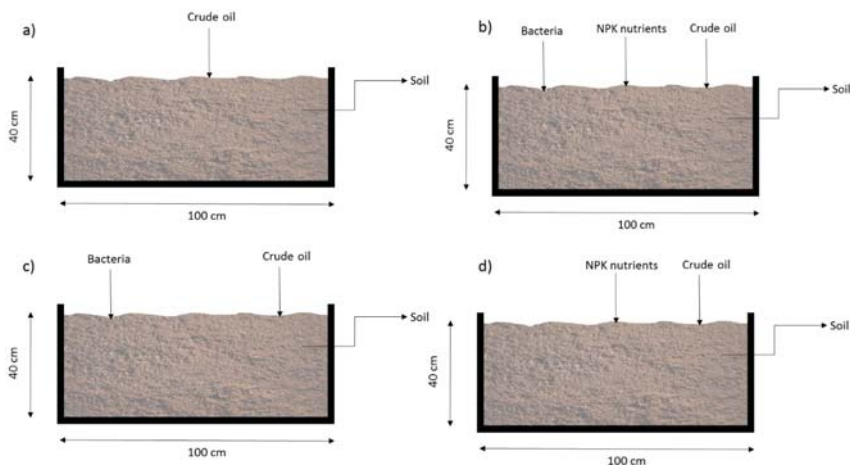 a)
Crude oil
Soil
40 cm
100 cm
b)
Bacteria
NPK nutrients
Crude oil
Soil
40 cm
100 cm
c)
Bacteria
Crude oil
Soil
40 cm
100 cm
d)
NPK nutrients
Crude oil
Soil
40 cm
100 cm